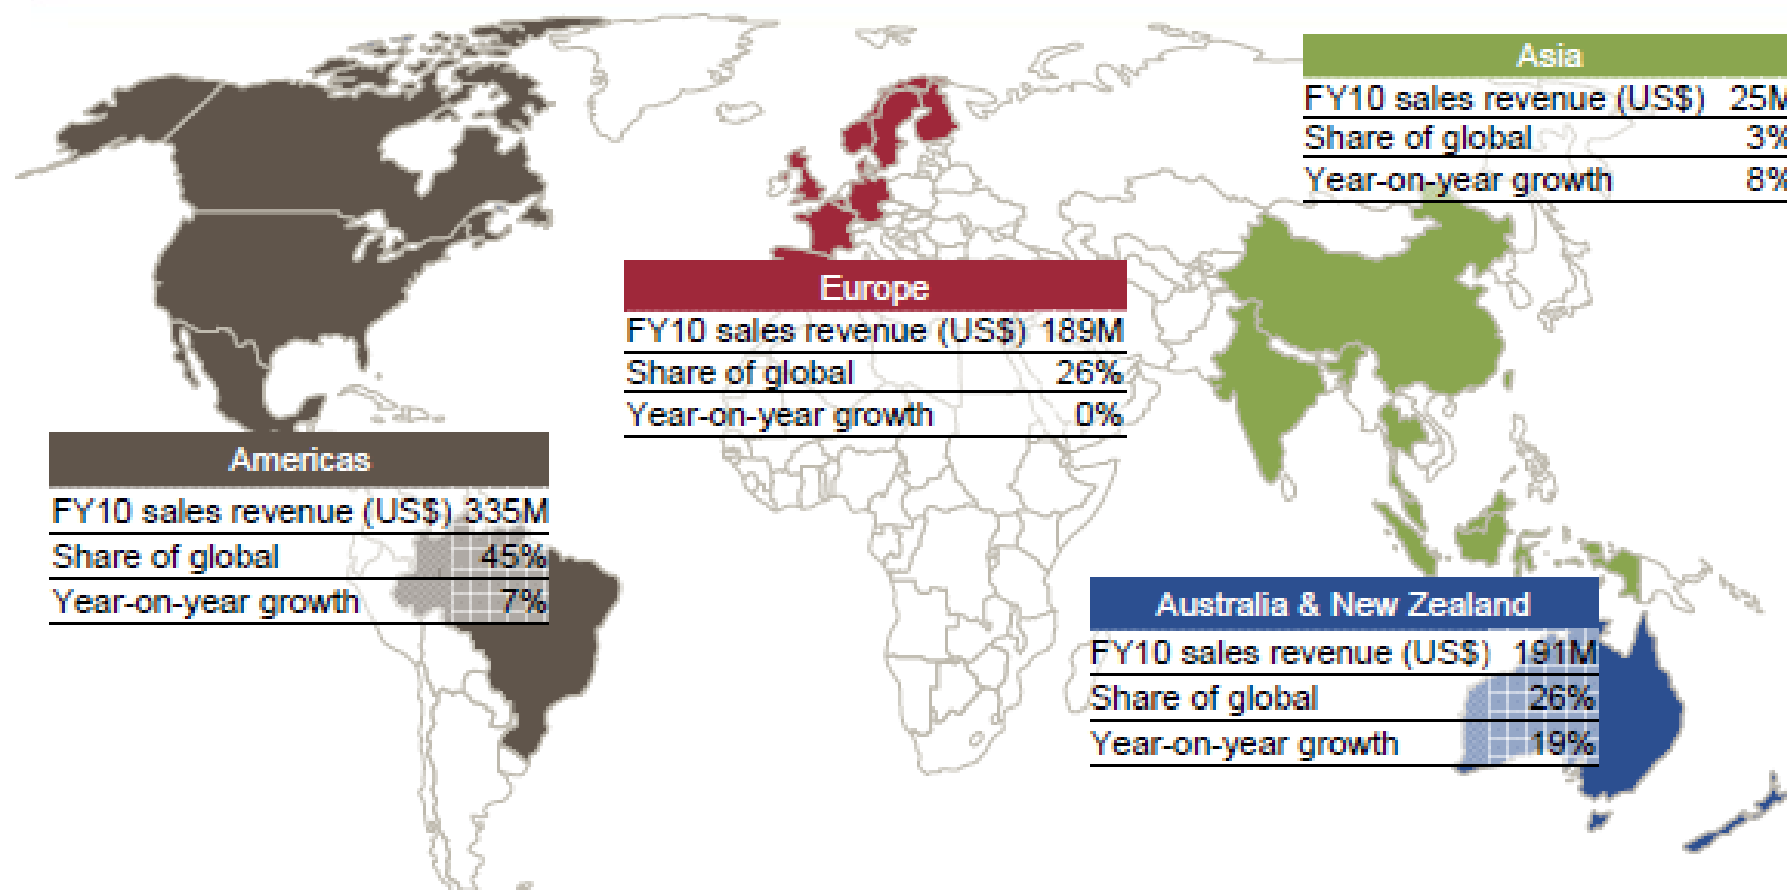 Asia
FY10 sales revenue (US$) 25M
Share of global 3%
Year-on-year growth 8%
Europe
FY10 sales revenue (US$) 189M
Share of global 26%
Year-on-year growth 0%
Americas
FY10 sales revenue (US$) 335M
Share of global 45%
Year-on-year growth 7%
Australia & New Zealand
FY10 sales revenue (US$) 191M
Share of global 26%
Year-on-year growth 19%